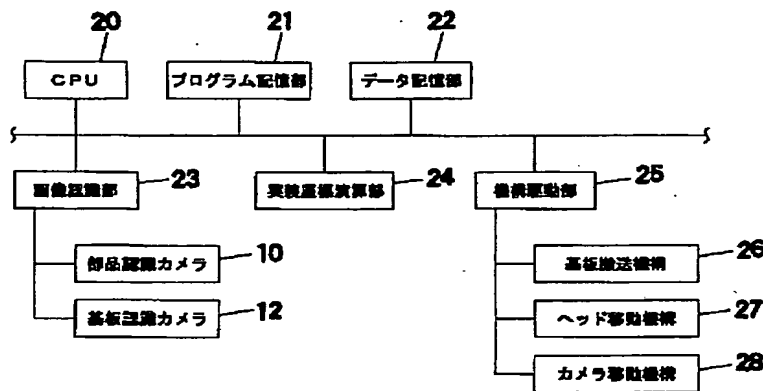 20
21
22
CPU
プログラム記憶部
データ記憶部
画像認識部
23
実装座標演算部
24
機構駆動部
25
部品認識カメラ
10
基板搬送機構
26
基板認識カメラ
12
ヘッド移動機構
27
カメラ移動機構
28